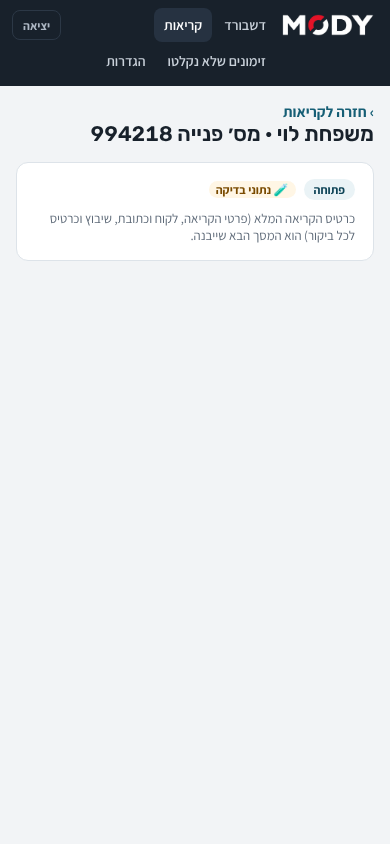 MODY דשבורד קריאות יציאה
זימונים שלא נקלטו הגדרות
› חזרה לקריאות
משפחת לוי • מס׳ פנייה 994218
פתוחה 🧪 נתוני בדיקה
כרטיס הקריאה המלא (פרטי הקריאה, לקוח וכתובת, שיבוץ וכרטיס
לכל ביקור) הוא המסך הבא שייבנה.